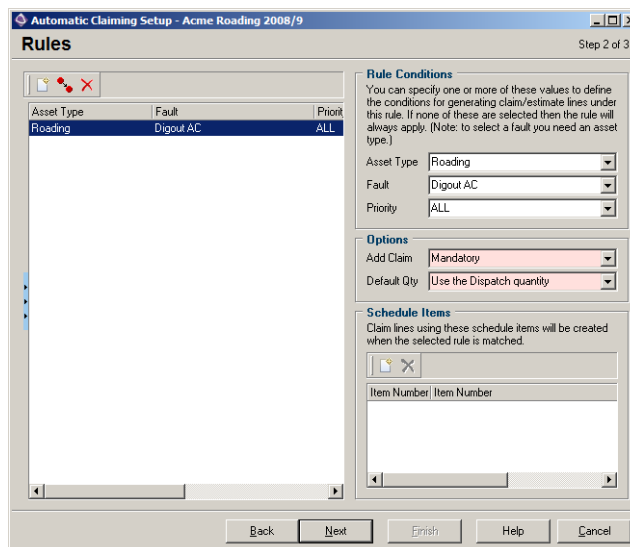 Automatic Claiming Setup - Acme Roading 2008/9
Rules
Step 2 of 3
Asset Type Fault Priorit
Roading Digout AC ALL
Rule Conditions
You can specify one or more of these values to define
the conditions for generating claim/estimate lines under
this rule. If none of these are selected then the rule will
always apply. (Note: to select a fault you need an asset
type.)
Asset Type Roading
Fault Digout AC
Priority ALL
Options
Add Claim Mandatory
Default Qty Use the Dispatch quantity
Schedule Items
Claim lines using these schedule items will be created
when the selected rule is matched.
Item Number Item Number
Back Next Finish Help Cancel